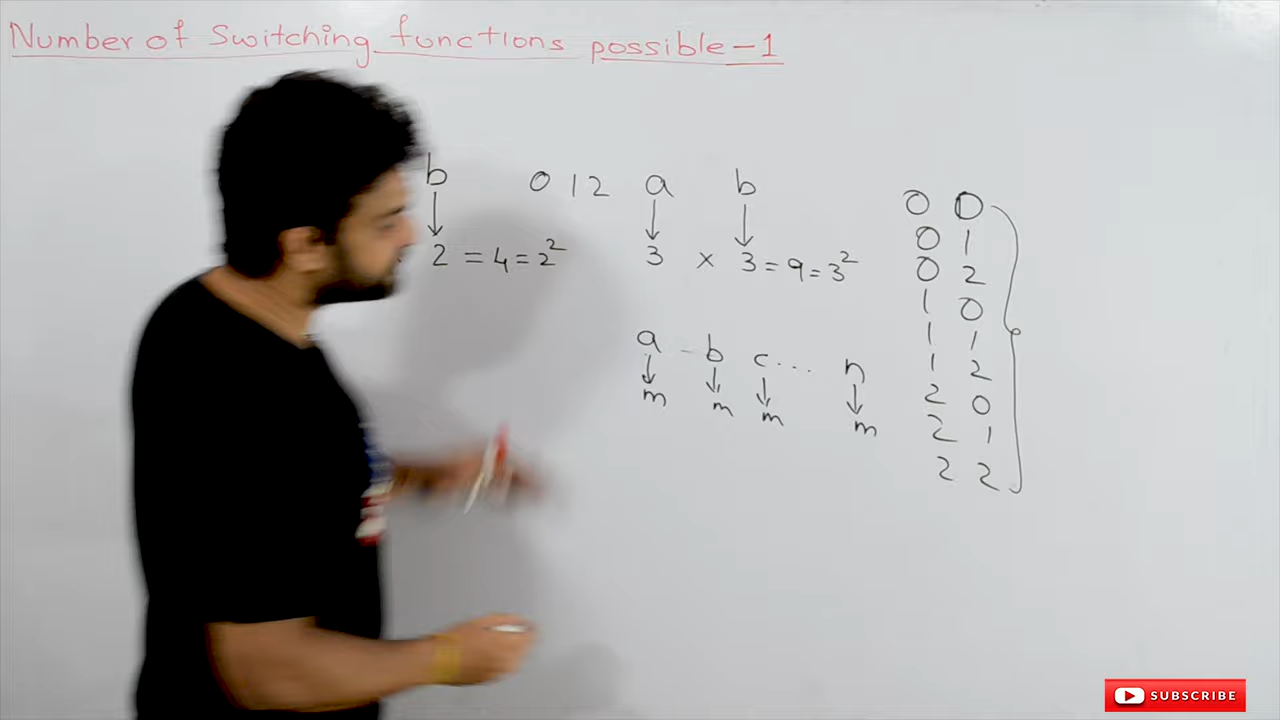 Number of Switching functions possible-1
b
2 = 4 = 2²
0 1 2
a b
3 × 3 = 9 = 3²
a b c ... n
m m m m
0 0
0 1
0 2
1 0
1 1
1 2
2 0
2 1
2 2
SUBSCRIBE